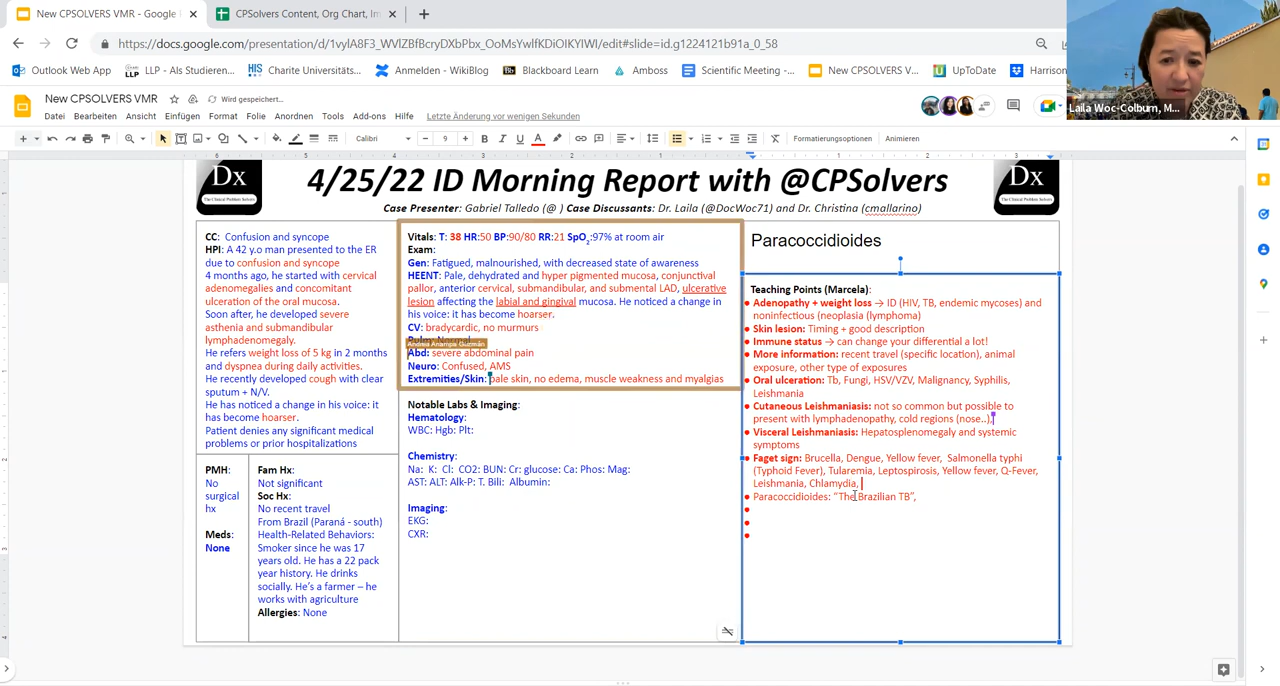 New CPSOLVERS VMR - Google
CPSolvers Content, Org Chart, Im
https://docs.google.com/presentation/d/1vylA8F3_WVlZBfBcryDXbPbx_OoMsYwlfKDiOIKYIWI/edit#slide=id.g1224121b91a_0_58
Outlook Web App
LLP - Als Studieren...
Charite Universitäts...
Anmelden - WikiBlog
Blackboard Learn
Amboss
Scientific Meeting -...
New CPSOLVERS V...
UpToDate
Harrison
Laila Woc-Colburn, M...
New CPSOLVERS VMR
Wird gespeichert...
Datei Bearbeiten Ansicht Einfügen Format Folie Anordnen Tools Add-ons Hilfe Letzte Änderung vor wenigen Sekunden
Calibri
9
Formatierungsoptionen
Animieren
Dx
The Clinical Problem Solvers
4/25/22 ID Morning Report with @CPSolvers
Case Presenter: Gabriel Talledo (@ ) Case Discussants: Dr. Laila (@DocWoc71) and Dr. Christina (cmallarino)
Dx
The Clinical Problem Solvers
CC: Confusion and syncope
HPI: A 42 y.o man presented to the ER
due to confusion and syncope
4 months ago, he started with cervical
adenomegalies and concomitant
ulceration of the oral mucosa.
Soon after, he developed severe
asthenia and submandibular
lymphadenomegaly.
He refers weight loss of 5 kg in 2 months
and dyspnea during daily activities.
He recently developed cough with clear
sputum + N/V.
He has noticed a change in his voice: it
has become hoarser.
Patient denies any significant medical
problems or prior hospitalizations
PMH:
No
surgical
hx
Meds:
None
Fam Hx:
Not significant
Soc Hx:
No recent travel
From Brazil (Paraná - south)
Health-Related Behaviors:
Smoker since he was 17
years old. He has a 22 pack
year history. He drinks
socially. He's a farmer – he
works with agriculture
Allergies: None
Vitals: T: 38 HR:50 BP:90/80 RR:21 SpO2:97% at room air
Exam:
Gen: Fatigued, malnourished, with decreased state of awareness
HEENT: Pale, dehydrated and hyper pigmented mucosa, conjunctival
pallor, anterior cervical, submandibular, and submental LAD, ulcerative
lesion affecting the labial and gingival mucosa. He noticed a change in
his voice: it has become hoarser.
CV: bradycardic, no murmurs
Pulm: Normal
Andrea Anampa Guzmán
Abd: severe abdominal pain
Neuro: Confused, AMS
Extremities/Skin: pale skin, no edema, muscle weakness and myalgias
Notable Labs & Imaging:
Hematology:
WBC: Hgb: Plt:
Chemistry:
Na: K: Cl: CO2: BUN: Cr: glucose: Ca: Phos: Mag:
AST: ALT: Alk-P: T. Bili: Albumin:
Imaging:
EKG:
CXR:
Paracoccidioides
Teaching Points (Marcela):
Adenopathy + weight loss → ID (HIV, TB, endemic mycoses) and
noninfectious (neoplasia (lymphoma)
Skin lesion: Timing + good description
Immune status → can change your differential a lot!
More information: recent travel (specific location), animal
exposure, other type of exposures
Oral ulceration: Tb, Fungi, HSV/VZV, Malignancy, Syphilis,
Leishmania
Cutaneous Leishmaniasis: not so common but possible to
present with lymphadenopathy, cold regions (nose..),
Visceral Leishmaniasis: Hepatosplenomegaly and systemic
symptoms
Faget sign: Brucella, Dengue, Yellow fever, Salmonella typhi
(Typhoid Fever), Tularemia, Leptospirosis, Yellow fever, Q-Fever,
Leishmania, Chlamydia,
Paracoccidioides: “The Brazilian TB”,